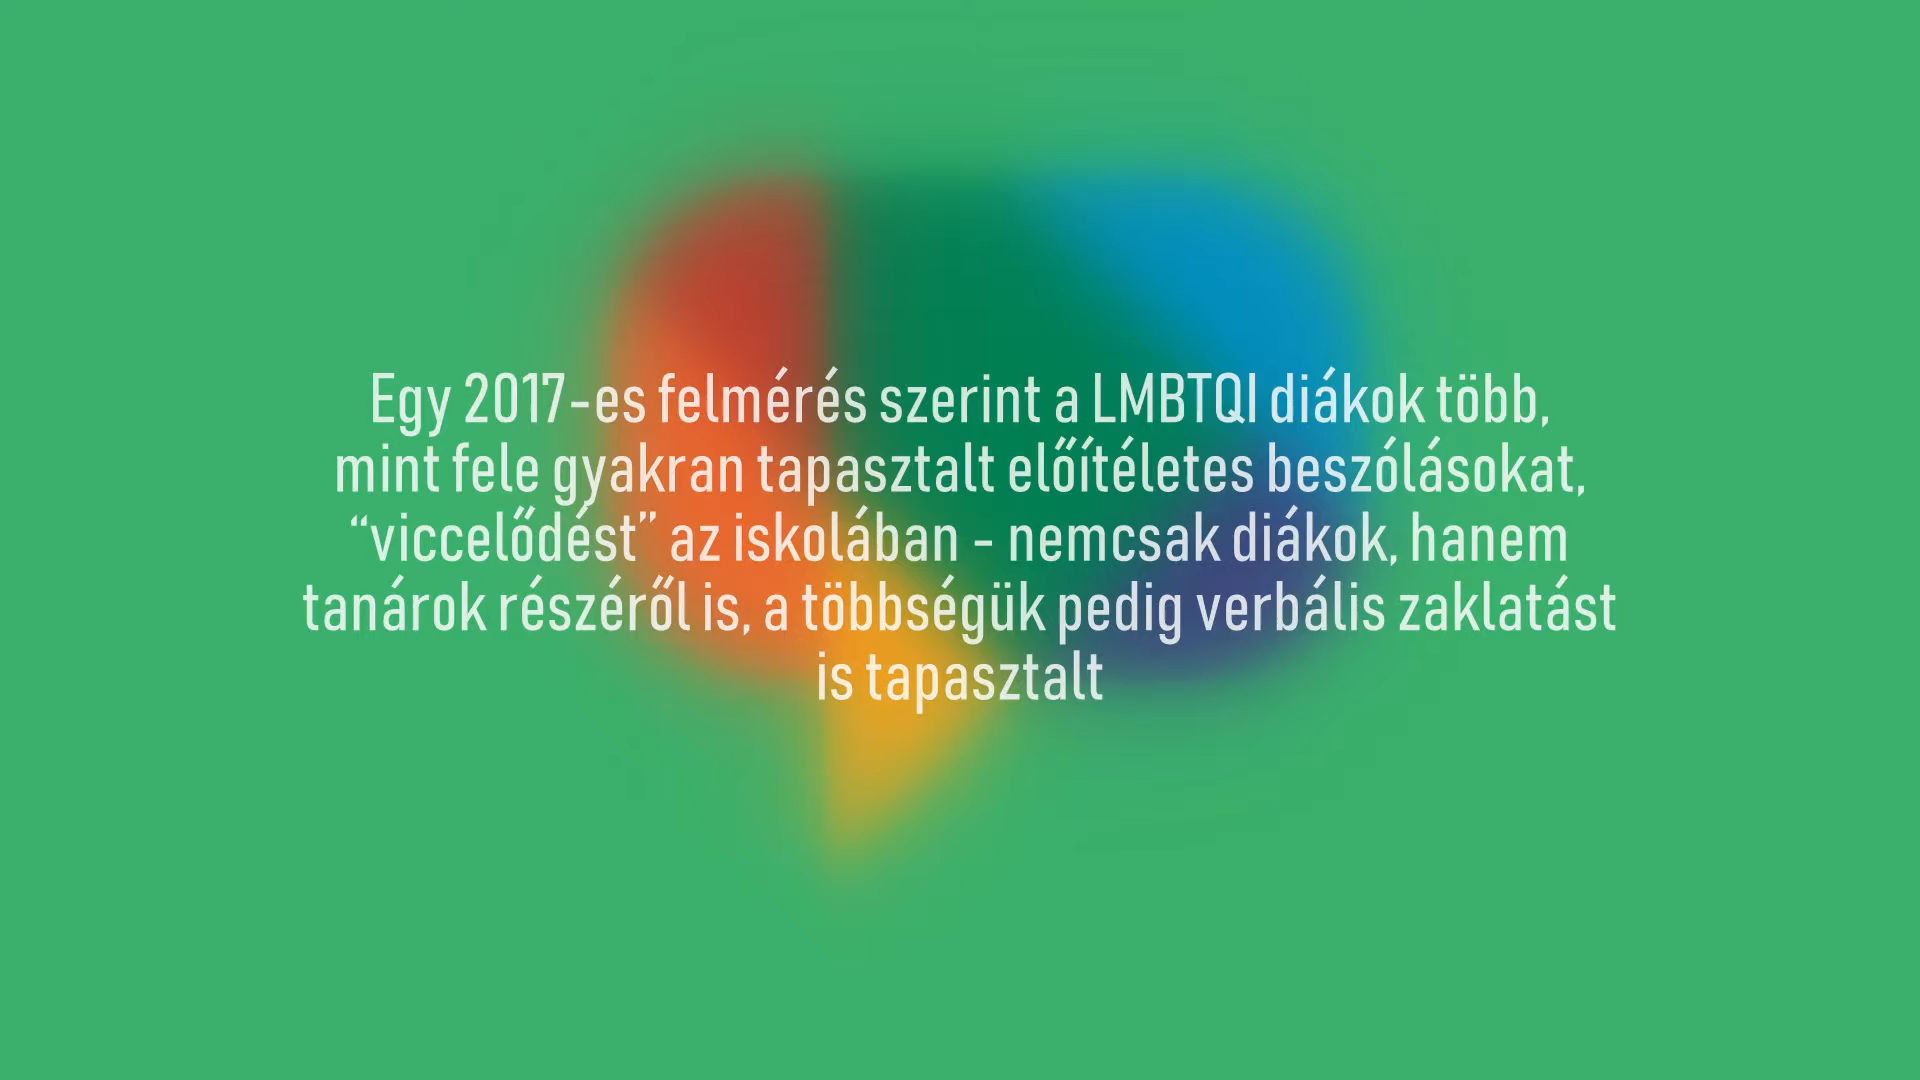 Egy 2017-es felmérés szerint a LMBTQI diákok több,
mint fele gyakran tapasztalt előítéletes beszólásokat,
“viccelődést” az iskolában - nemcsak diákok, hanem
tanárok részéről is, a többségük pedig verbális zaklatást
is tapasztalt